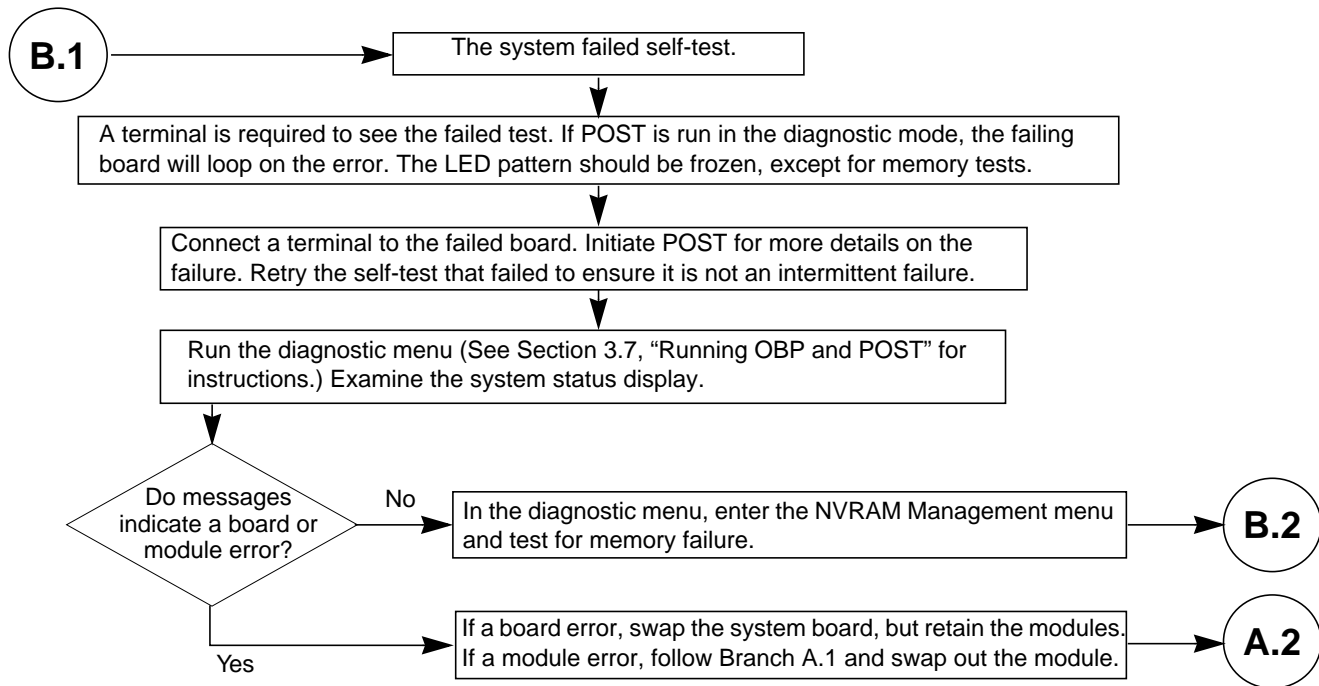 B.1
The system failed self-test.
A terminal is required to see the failed test. If POST is run in the diagnostic mode, the failing
board will loop on the error. The LED pattern should be frozen, except for memory tests.
Connect a terminal to the failed board. Initiate POST for more details on the
failure. Retry the self-test that failed to ensure it is not an intermittent failure.
Run the diagnostic menu (See Section 3.7, “Running OBP and POST” for
instructions.) Examine the system status display.
Do messages
indicate a board or
module error?
No
In the diagnostic menu, enter the NVRAM Management menu
and test for memory failure.
B.2
Yes
If a board error, swap the system board, but retain the modules.
If a module error, follow Branch A.1 and swap out the module.
A.2